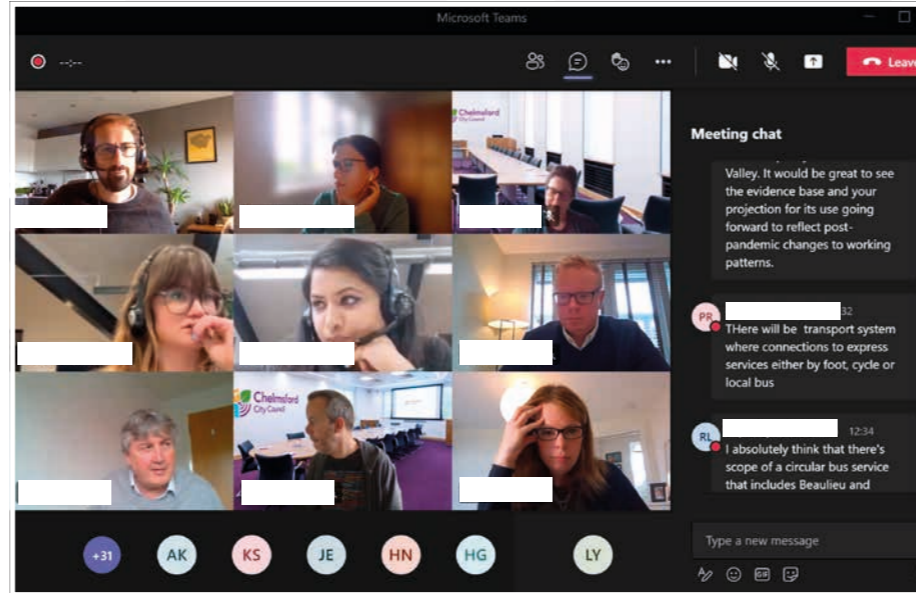 Microsoft Teams
--:--
Leave
Chelmsford
City Council
Meeting chat
Valley. It would be great to see
the evidence base and your
projection for its use going
forward to reflect post-
pandemic changes to working
patterns.
PR
32
THere will be transport system
where connections to express
services either by foot, cycle or
local bus
RL
12:34
I absolutely think that there's
scope of a circular bus service
that includes Beaulieu and
Chelmsford
City Council
+31
AK
KS
JE
HN
HG
LY
Type a new message
GIF